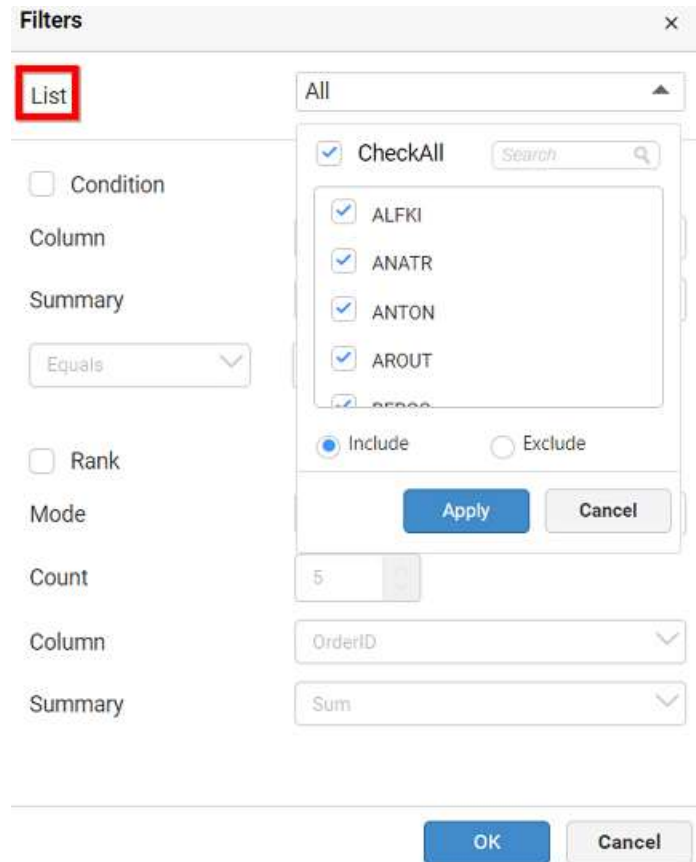 Filters
×
List
All
CheckAll
Search
Condition
ALFKI
Column
ANATR
Summary
ANTON
Equals
AROUT
Include
Exclude
Rank
Mode
Apply
Cancel
Count
5
Column
OrderID
Summary
Sum
OK
Cancel